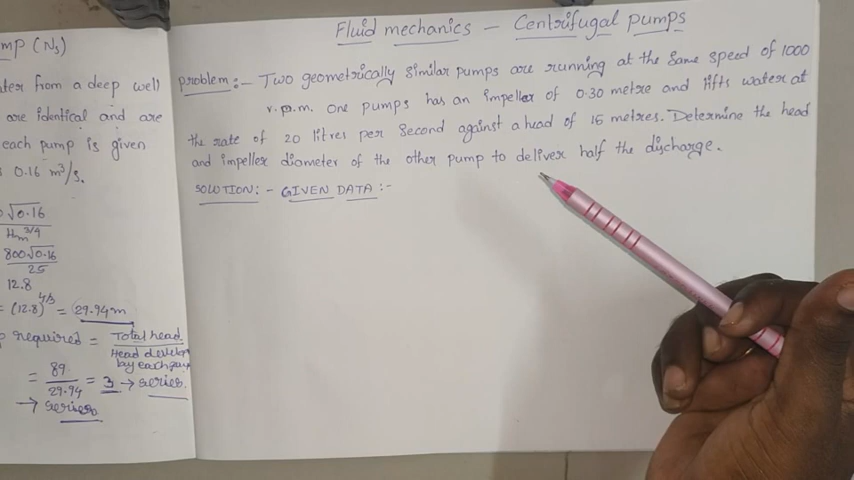 mp (Ns)
ater from a deep well
are identical and are
each pump is given
0.16 m³/s.
√0.16
Hm^3/4
800√0.16
25
12.8
= (12.8)^4/3 = 29.94m
p required = Total head
Head develop
by each pump
= 89
29.94
= 3 → series.
→ series
Fluid mechanics - Centrifugal pumps
problem:- Two geometrically similar pumps are running at the same speed of 1000
r.p.m. One pumps has an impeller of 0.30 metre and lifts water at
the rate of 20 litres per second against a head of 15 metres. Determine the head
and impeller diameter of the other pump to deliver half the discharge.
SOLUTION:- GIVEN DATA:-